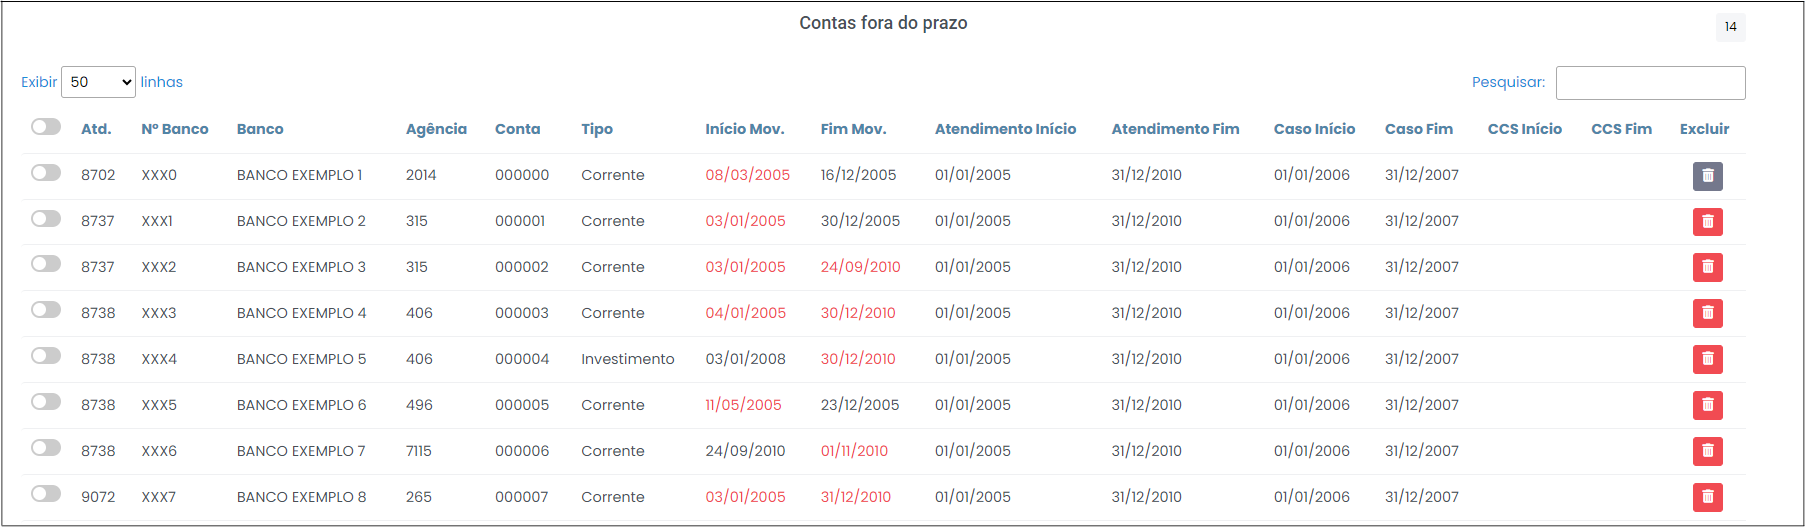 Contas fora do prazo
14
Exibir 50 linhas
Pesquisar:
Atd. Nº Banco Banco Agência Conta Tipo Início Mov. Fim Mov. Atendimento Início Atendimento Fim Caso Início Caso Fim CCS Início CCS Fim Excluir
8702 XXX0 BANCO EXEMPLO 1 2014 000000 Corrente 08/03/2005 16/12/2005 01/01/2005 31/12/2010 01/01/2006 31/12/2007
8737 XXX1 BANCO EXEMPLO 2 315 000001 Corrente 03/01/2005 30/12/2005 01/01/2005 31/12/2010 01/01/2006 31/12/2007
8737 XXX2 BANCO EXEMPLO 3 315 000002 Corrente 03/01/2005 24/09/2010 01/01/2005 31/12/2010 01/01/2006 31/12/2007
8738 XXX3 BANCO EXEMPLO 4 406 000003 Corrente 04/01/2005 30/12/2010 01/01/2005 31/12/2010 01/01/2006 31/12/2007
8738 XXX4 BANCO EXEMPLO 5 406 000004 Investimento 03/01/2008 30/12/2010 01/01/2005 31/12/2010 01/01/2006 31/12/2007
8738 XXX5 BANCO EXEMPLO 6 496 000005 Corrente 11/05/2005 23/12/2005 01/01/2005 31/12/2010 01/01/2006 31/12/2007
8738 XXX6 BANCO EXEMPLO 7 7115 000006 Corrente 24/09/2010 01/11/2010 01/01/2005 31/12/2010 01/01/2006 31/12/2007
9072 XXX7 BANCO EXEMPLO 8 265 000007 Corrente 03/01/2005 31/12/2010 01/01/2005 31/12/2010 01/01/2006 31/12/2007